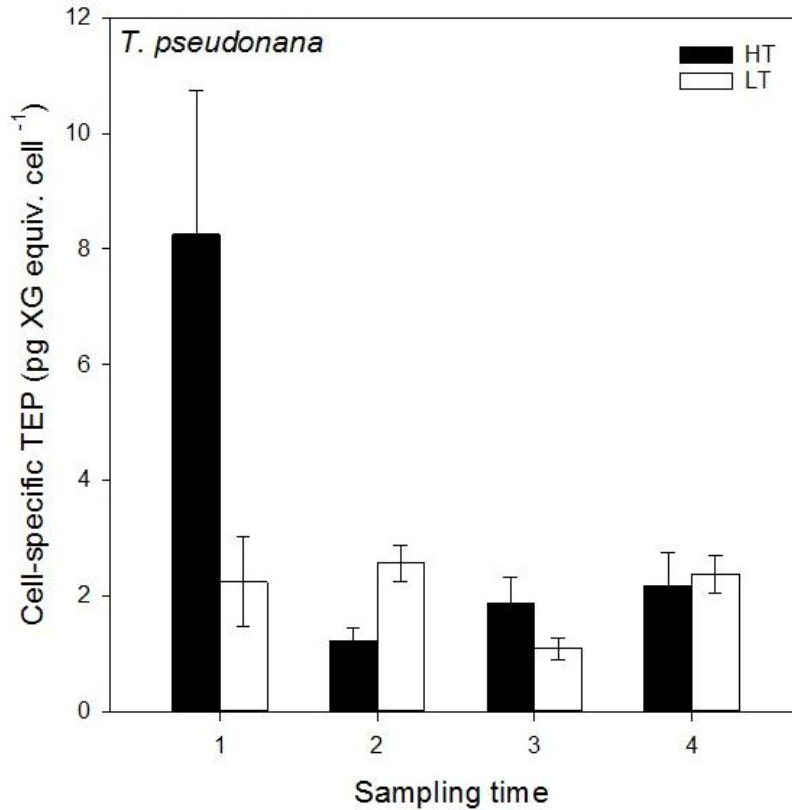 T. pseudonana
HT
LT
Cell-specific TEP (pg XG equiv. cell ⁻¹)
12
10
8
6
4
2
0
1 2 3 4
Sampling time